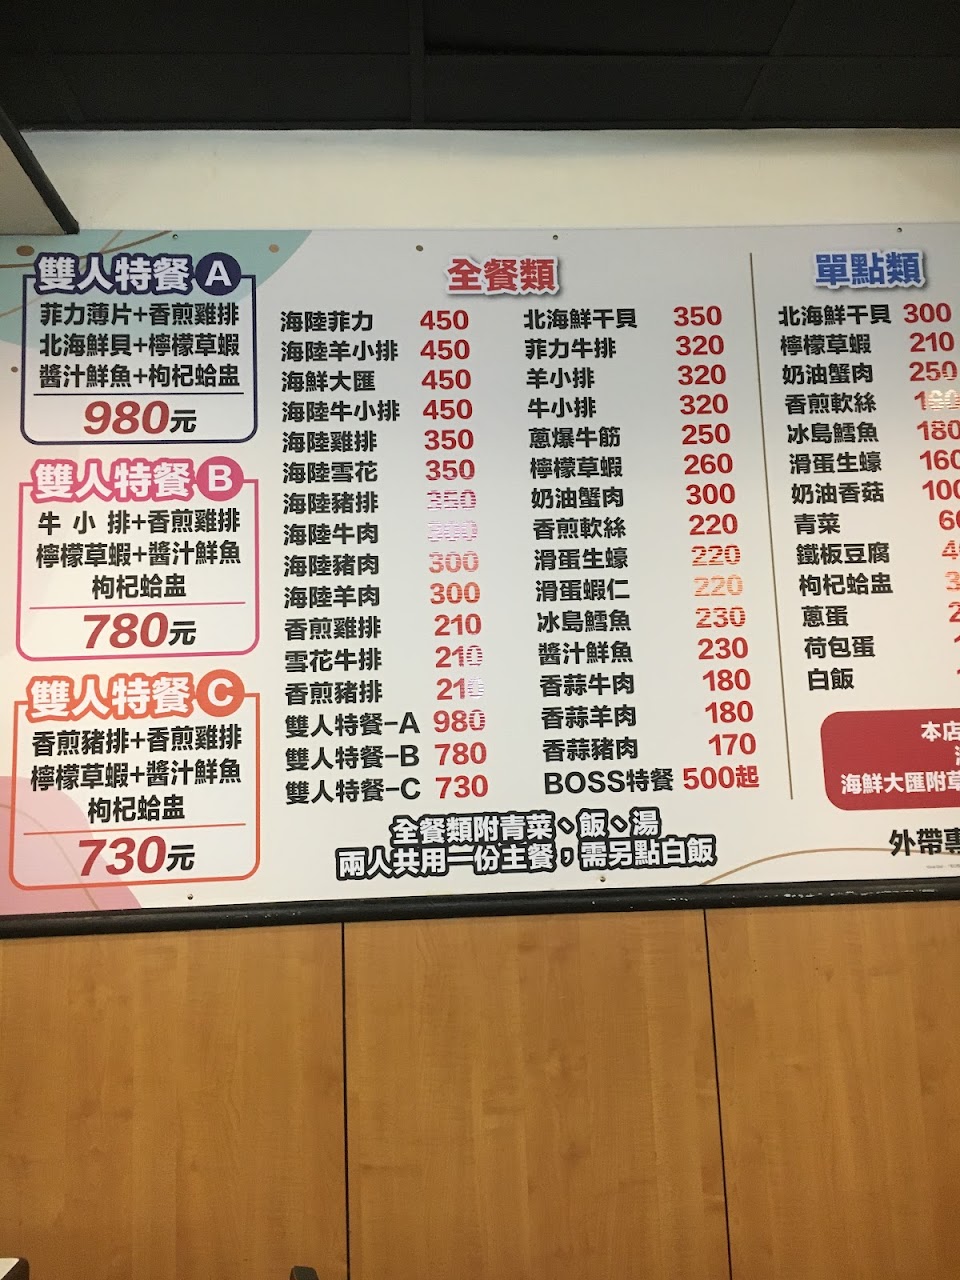 雙人特餐 A
菲力薄片+香煎雞排
北海鮮貝+檸檬草蝦
醬汁鮮魚+枸杞蛤蛊
980元
雙人特餐 B
牛小排+香煎雞排
檸檬草蝦+醬汁鮮魚
枸杞蛤蛊
780元
雙人特餐 C
香煎豬排+香煎雞排
檸檬草蝦+醬汁鮮魚
枸杞蛤蛊
730元
全餐類
海陸菲力 450
海陸羊小排 450
海鮮大匯 450
海陸牛小排 450
海陸雞排 350
海陸雪花 350
海陸豬排
海陸牛肉
海陸豬肉 300
海陸羊肉 300
香煎雞排 210
雪花牛排 210
香煎豬排
雙人特餐-A 980
雙人特餐-B 780
雙人特餐-C 730
北海鮮干貝 350
菲力牛排 320
羊小排 320
牛小排 320
蔥爆牛筋 250
檸檬草蝦 260
奶油蟹肉 300
香煎軟絲 220
滑蛋生蠔 220
滑蛋蝦仁 220
冰島鱈魚 230
醬汁鮮魚 230
香蒜牛肉 180
香蒜羊肉 180
香蒜豬肉 170
BOSS特餐 500起
全餐類附青菜、飯、湯
兩人共用一份主餐，需另點白飯
單點類
北海鮮干貝 300
檸檬草蝦 210
奶油蟹肉 250
香煎軟絲
冰島鱈魚 180
滑蛋生蠔 160
奶油香菇 100
青菜
鐵板豆腐
枸杞蛤蛊
蔥蛋
荷包蛋
白飯
本店
海鮮大匯附草
外帶專